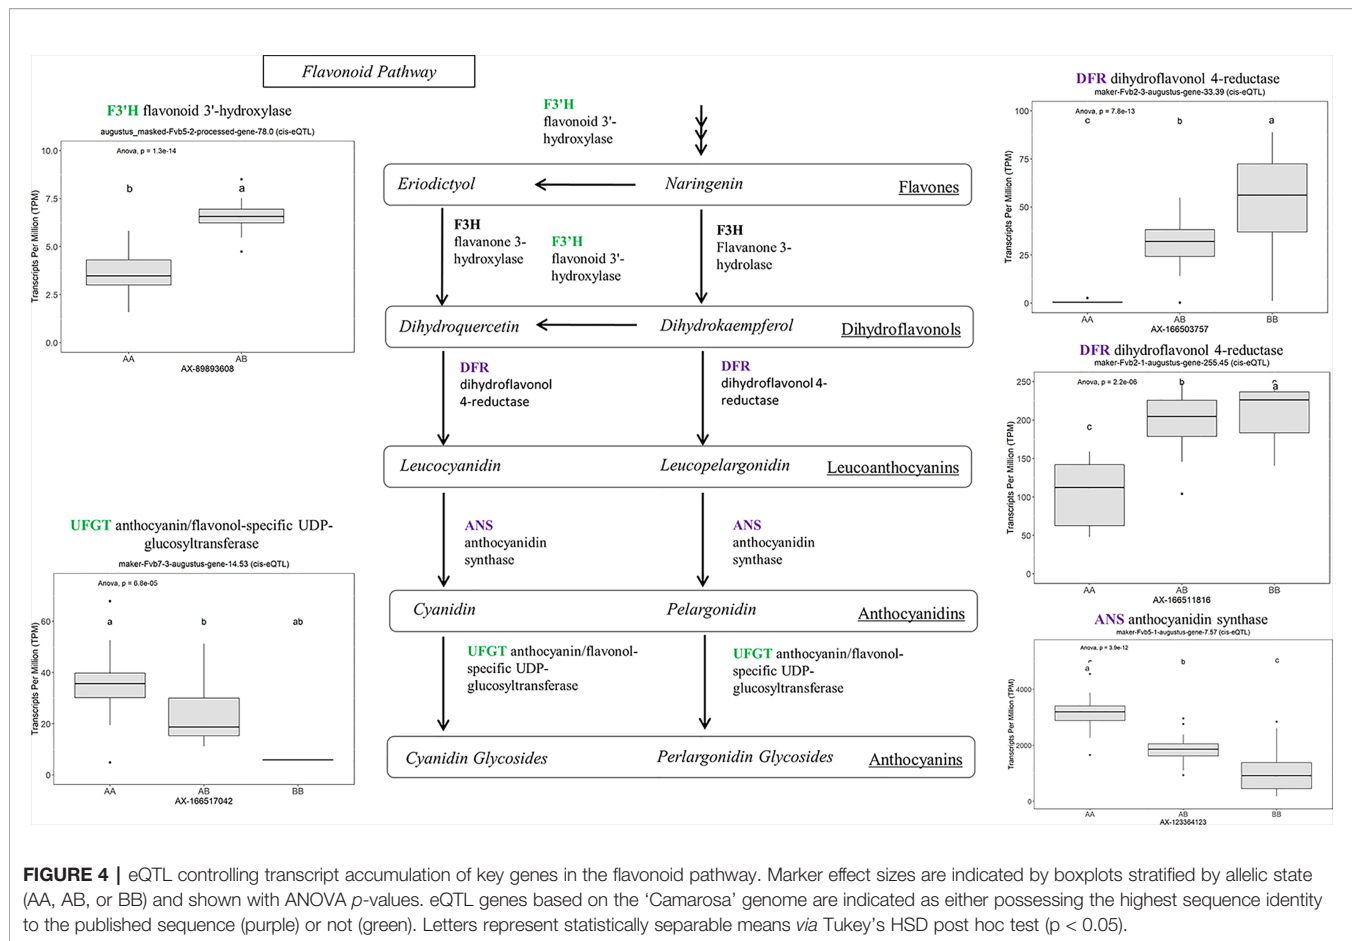 Flavonoid Pathway
F3'H flavonoid 3'-hydroxylase
augustus_masked-Fvb5-2-processed-gene-78.0 (cis-eQTL)
Anova, p = 1.3e-14
b
a
10.0
7.5
5.0
2.5
0.0
Transcripts Per Million (TPM)
AA
AB
AX-89893608
UFGT anthocyanin/flavonol-specific UDP-
glucosyltransferase
maker-Fvb7-3-augustus-gene-14.53 (cis-eQTL)
Anova, p = 6.8e-05
a
b
ab
60
40
20
0
Transcripts Per Million (TPM)
AA
AB
BB
AX-166517042
F3'H
flavonoid 3'-
hydroxylase
Eriodictyol
Naringenin
Flavones
F3H
flavanone 3-
hydroxylase
F3'H
flavonoid 3'-
hydroxylase
F3H
Flavanone 3-
hydrolase
Dihydroquercetin
Dihydrokaempferol
Dihydroflavonols
DFR
dihydroflavonol
4-reductase
DFR
dihydroflavonol 4-
reductase
Leucocyanidin
Leucopelargonidin
Leucoanthocyanins
ANS
anthocyanidin
synthase
ANS
anthocyanidin
synthase
Cyanidin
Pelargonidin
Anthocyanidins
UFGT anthocyanin/flavonol-
specific UDP-
glucosyltransferase
UFGT anthocyanin/flavonol-
specific UDP-
glucosyltransferase
Cyanidin Glycosides
Perlargonidin Glycosides
Anthocyanins
DFR dihydroflavonol 4-reductase
maker-Fvb2-3-augustus-gene-33.39 (cis-eQTL)
Anova, p = 7.8e-13
c
b
a
100
75
50
25
0
Transcripts Per Million (TPM)
AA
AB
BB
AX-166503757
DFR dihydroflavonol 4-reductase
maker-Fvb2-1-augustus-gene-255.45 (cis-eQTL)
Anova, p = 2.2e-06
c
b
a
250
200
150
100
50
0
Transcripts Per Million (TPM)
AA
AB
BB
AX-166511816
ANS anthocyanidin synthase
maker-Fvb5-1-augustus-gene-7.57 (cis-eQTL)
Anova, p = 3.9e-12
a
b
c
4000
2000
0
Transcripts Per Million (TPM)
AA
AB
BB
AX-123364123
FIGURE 4 | eQTL controlling transcript accumulation of key genes in the flavonoid pathway. Marker effect sizes are indicated by boxplots stratified by allelic state
(AA, AB, or BB) and shown with ANOVA p-values. eQTL genes based on the ‘Camarosa’ genome are indicated as either possessing the highest sequence identity
to the published sequence (purple) or not (green). Letters represent statistically separable means via Tukey’s HSD post hoc test (p < 0.05).